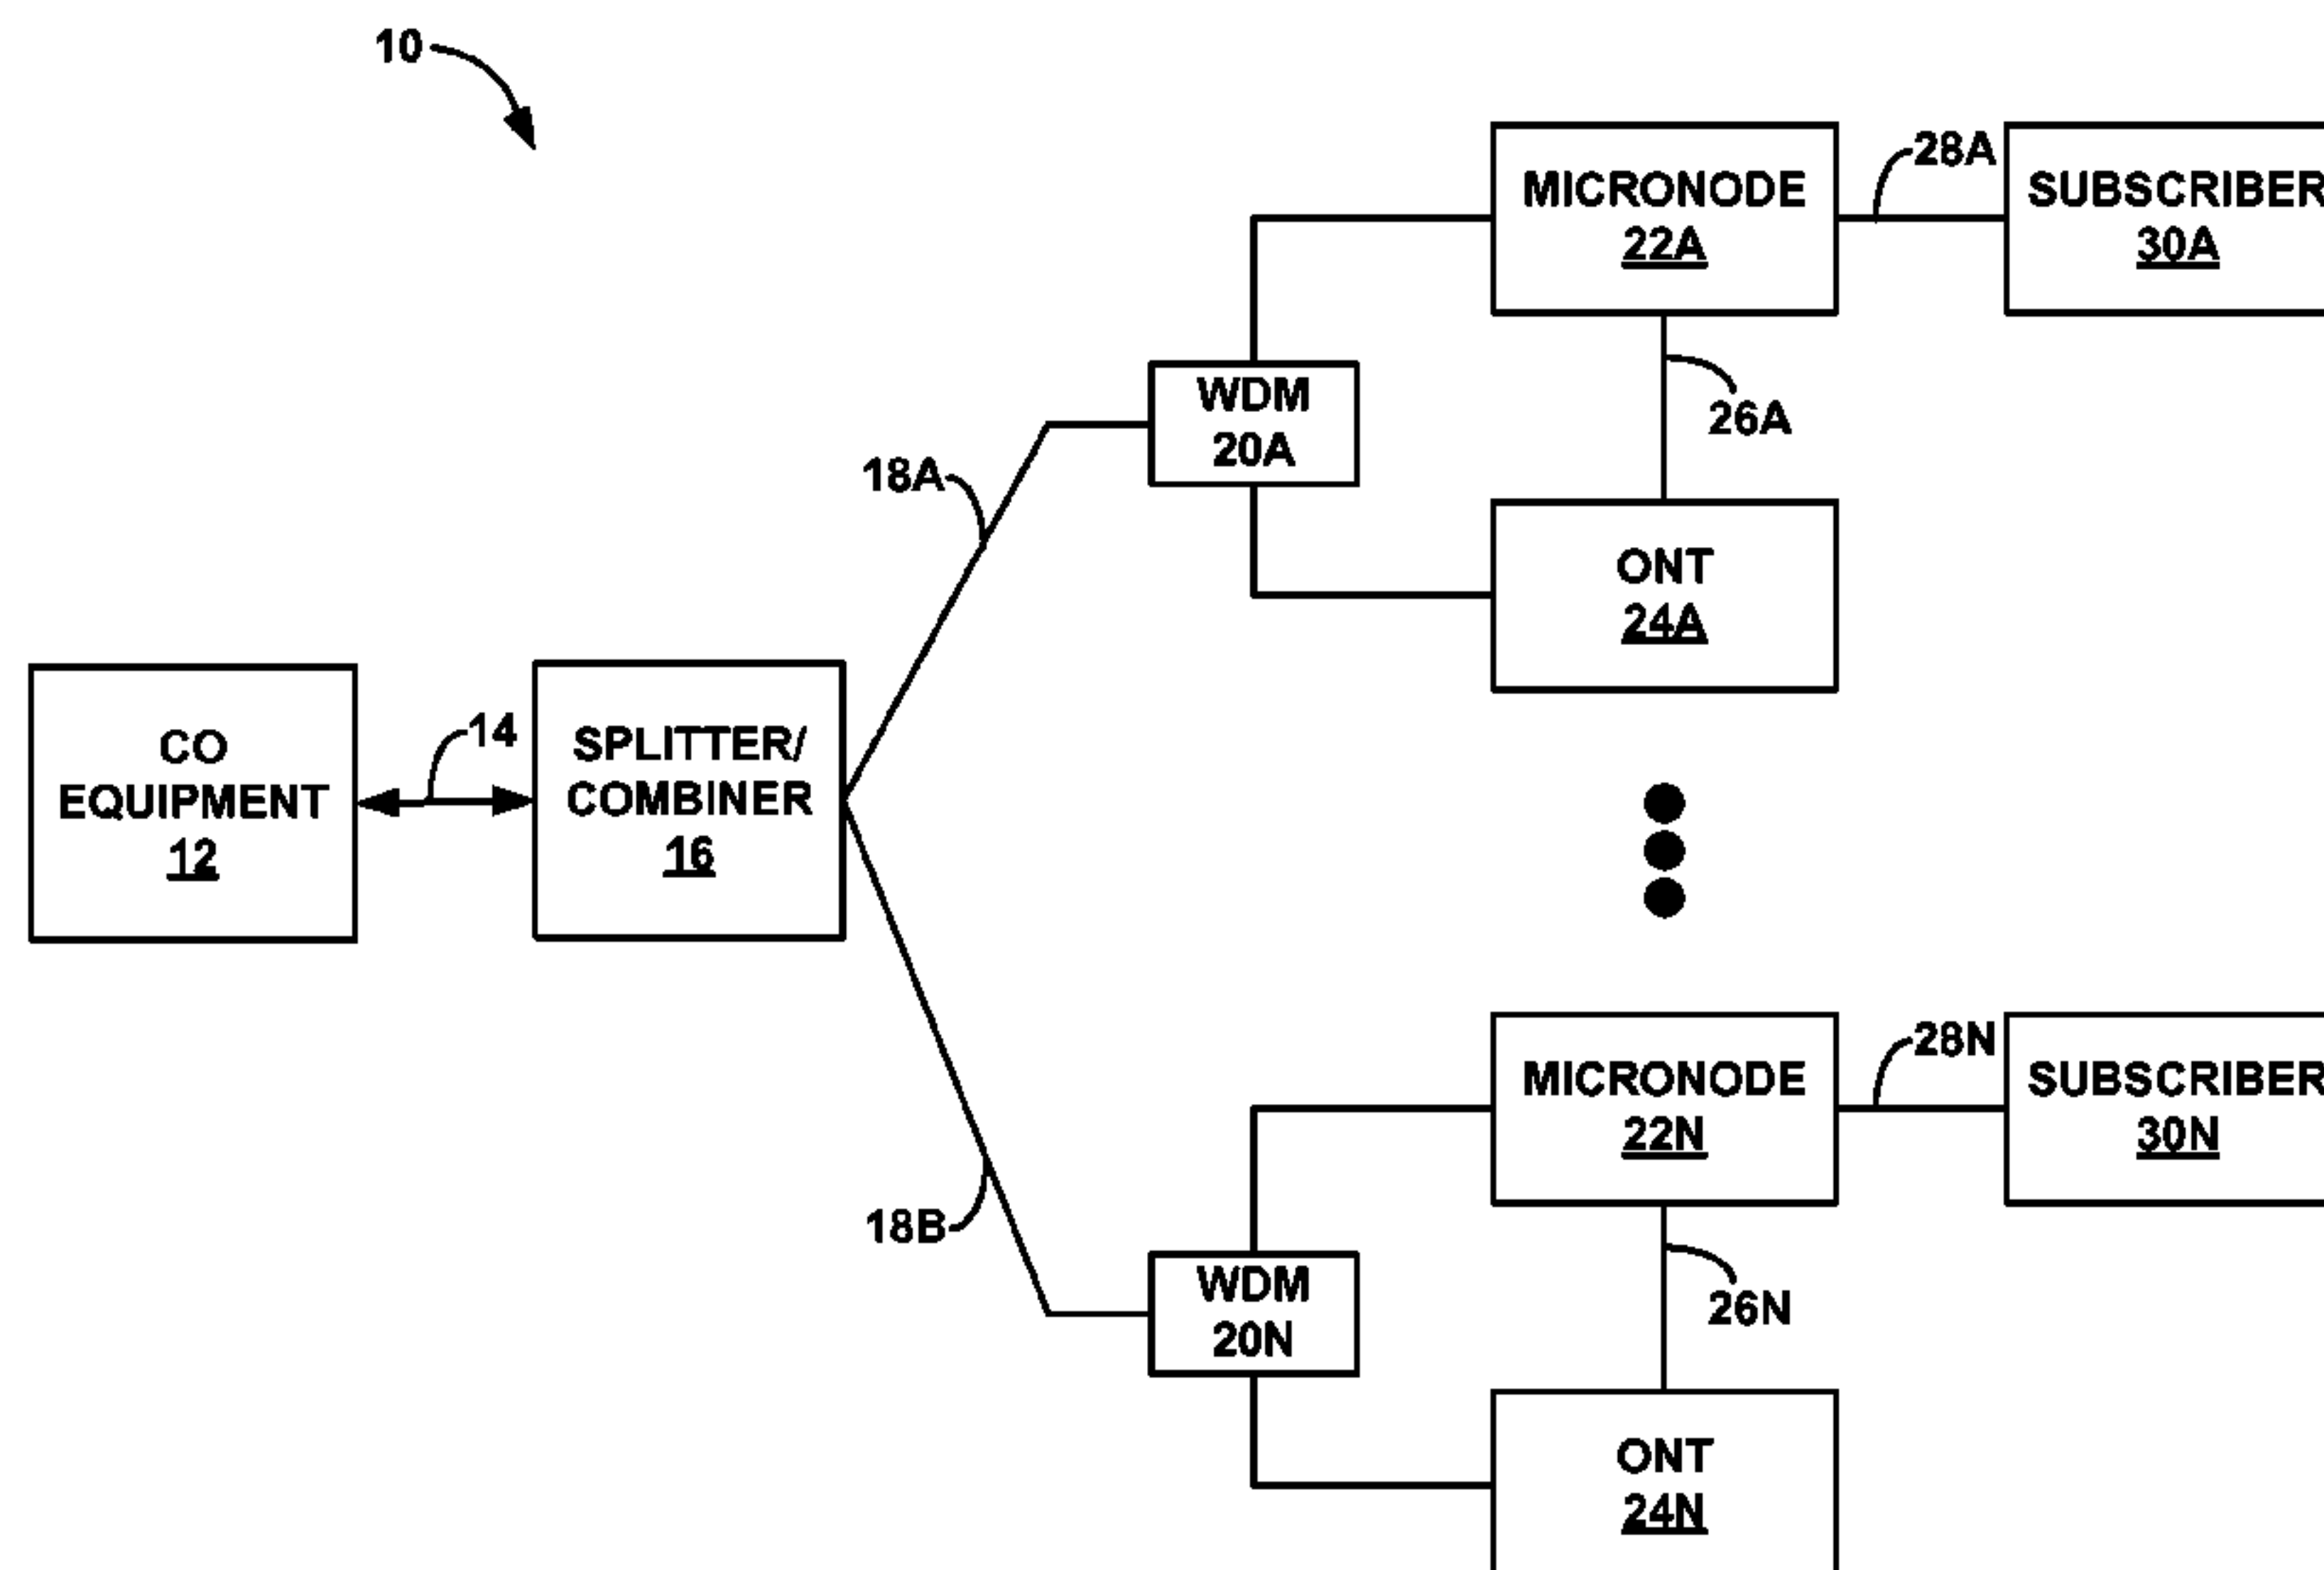 10
MICRONODE
22A
28A
SUBSCRIBER
30A
WDM
20A
26A
18A
ONT
24A
CO
EQUIPMENT
12
14
SPLITTER/
COMBINER
16
MICRONODE
22N
28N
SUBSCRIBER
30N
18B
WDM
20N
26N
ONT
24N